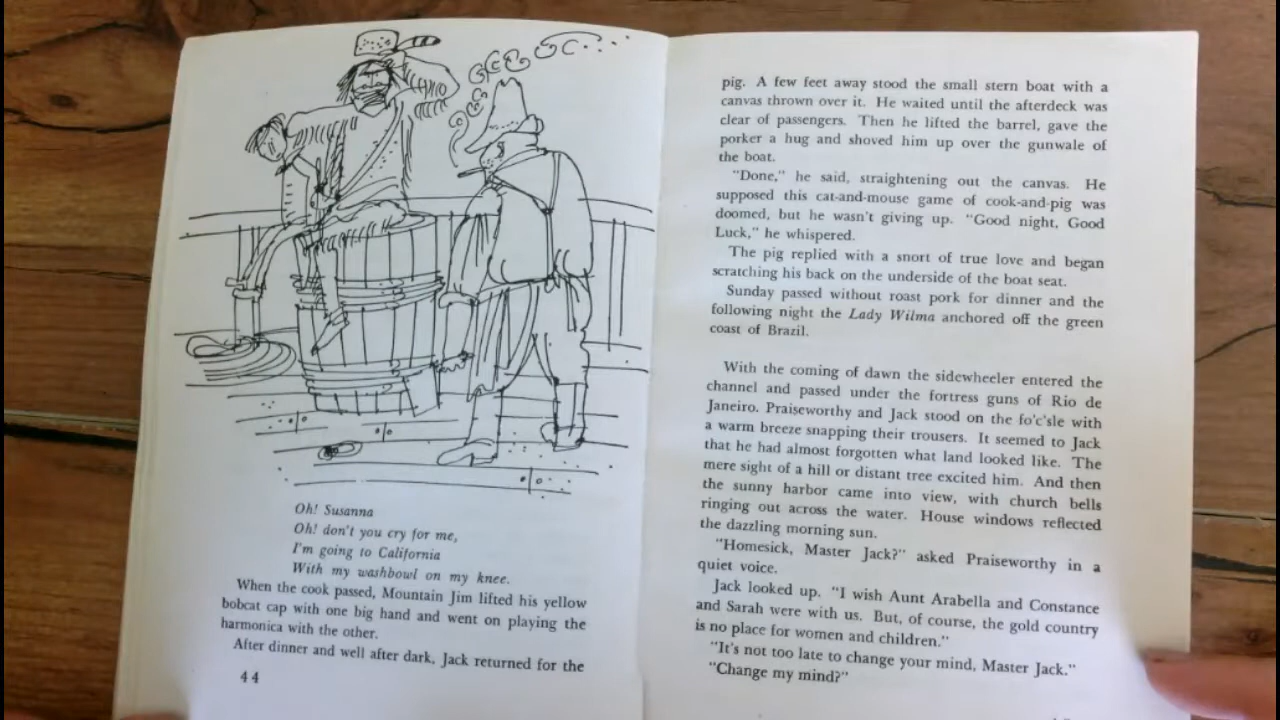 Oh! Susanna
Oh! don't you cry for me,
I'm going to California
With my washbowl on my knee.
When the cook passed, Mountain Jim lifted his yellow
bobcat cap with one big hand and went on playing the
harmonica with the other.
After dinner and well after dark, Jack returned for the
44
pig. A few feet away stood the small stern boat with a
canvas thrown over it. He waited until the afterdeck was
clear of passengers. Then he lifted the barrel, gave the
porker a hug and shoved him up over the gunwale of
the boat.
"Done," he said, straightening out the canvas. He
supposed this cat-and-mouse game of cook-and-pig was
doomed, but he wasn't giving up. "Good night, Good
Luck," he whispered.
The pig replied with a snort of true love and began
scratching his back on the underside of the boat seat.
Sunday passed without roast pork for dinner and the
following night the Lady Wilma anchored off the green
coast of Brazil.
With the coming of dawn the sidewheeler entered the
channel and passed under the fortress guns of Rio de
Janeiro. Praiseworthy and Jack stood on the fo'c'sle with
a warm breeze snapping their trousers. It seemed to Jack
that he had almost forgotten what land looked like. The
mere sight of a hill or distant tree excited him. And then
the sunny harbor came into view, with church bells
ringing out across the water. House windows reflected
the dazzling morning sun.
"Homesick, Master Jack?" asked Praiseworthy in a
quiet voice.
Jack looked up. "I wish Aunt Arabella and Constance
and Sarah were with us. But, of course, the gold country
is no place for women and children."
"It's not too late to change your mind, Master Jack."
"Change my mind?"